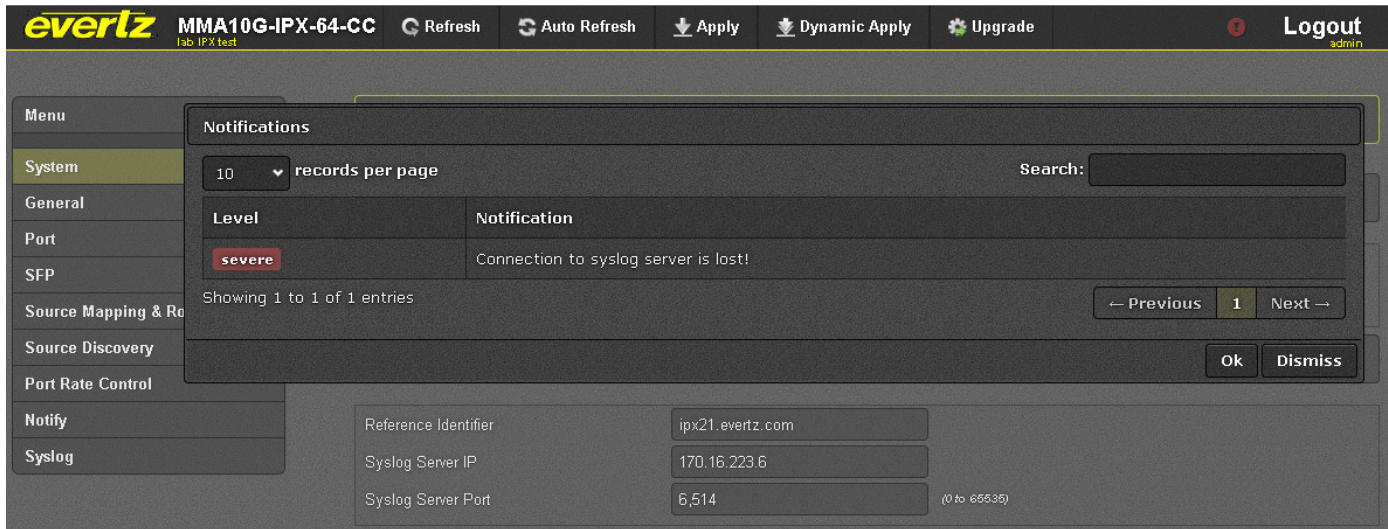 evertz MMA10G-IPX-64-CC Refresh Auto Refresh Apply Dynamic Apply Upgrade Logout
lab IPX test admin
Menu
Notifications
System
10 records per page Search:
General
Level Notification
Port
severe Connection to syslog server is lost!
SFP
Showing 1 to 1 of 1 entries ← Previous 1 Next →
Source Mapping & Ro
Source Discovery
Ok Dismiss
Port Rate Control
Notify
Reference Identifier ipx21.evertz.com
Syslog
Syslog Server IP 170.16.223.6
Syslog Server Port 6,514 (0 to 65535)